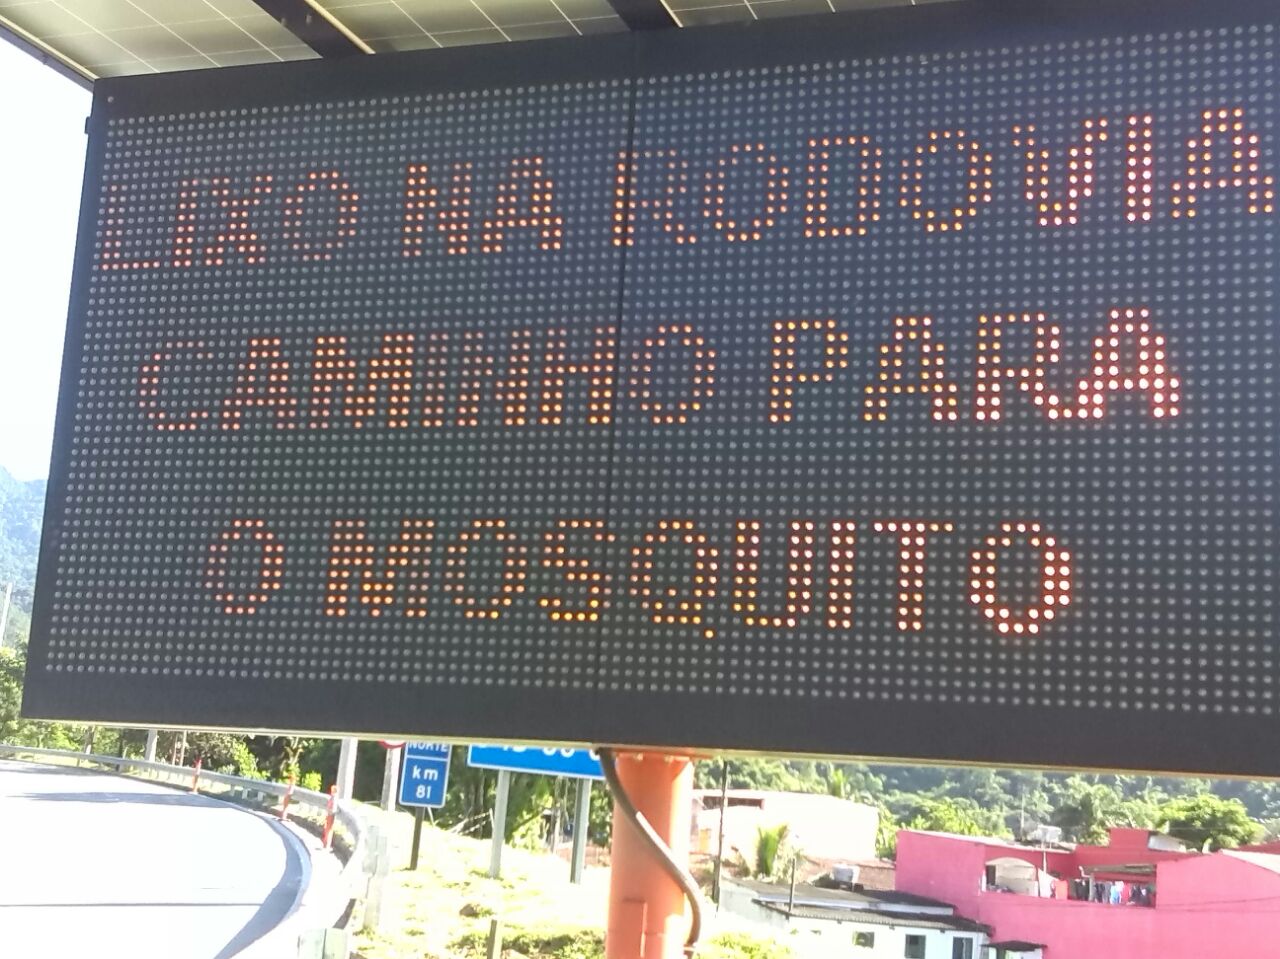 LIXO NA RODOVIA
CAMINHO PARA
O MOSQUITO
NORTE
km
81